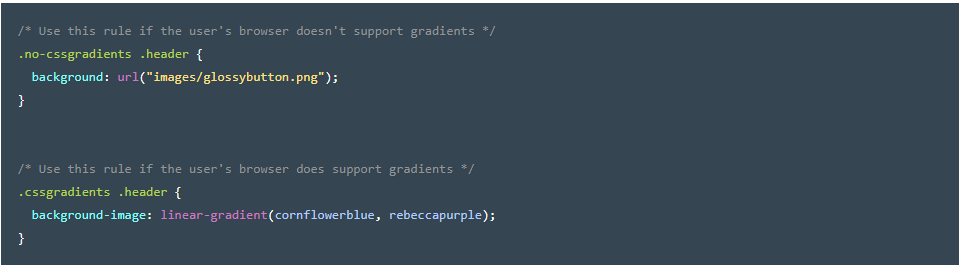 /* Use this rule if the user's browser doesn't support gradients */
.no-cssgradients .header {
  background: url("images/glossybutton.png");
}
/* Use this rule if the user's browser does support gradients */
.cssgradients .header {
  background-image: linear-gradient(cornflowerblue, rebeccapurple);
}